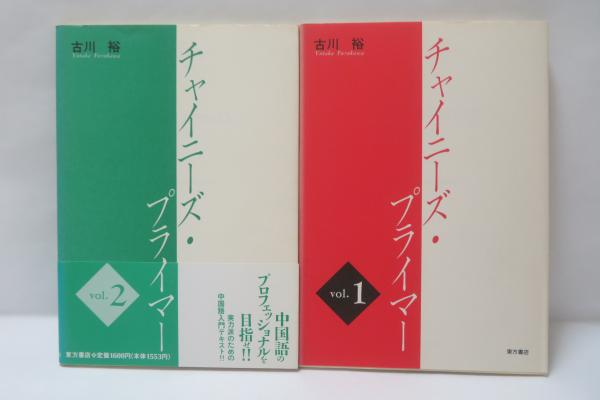 古川 裕
Yutaka Furukawa
チャイニーズ・
プライマー
vol. 2
中国語の
プロフェッショナルを
目指せ!!
実力派のための
中国語入門テキスト!!
東方書店✧定価1600円(本体1553円)
古川 裕
Yutaka Furukawa
チャイニーズ・
プライマー
vol. 1
東方書店